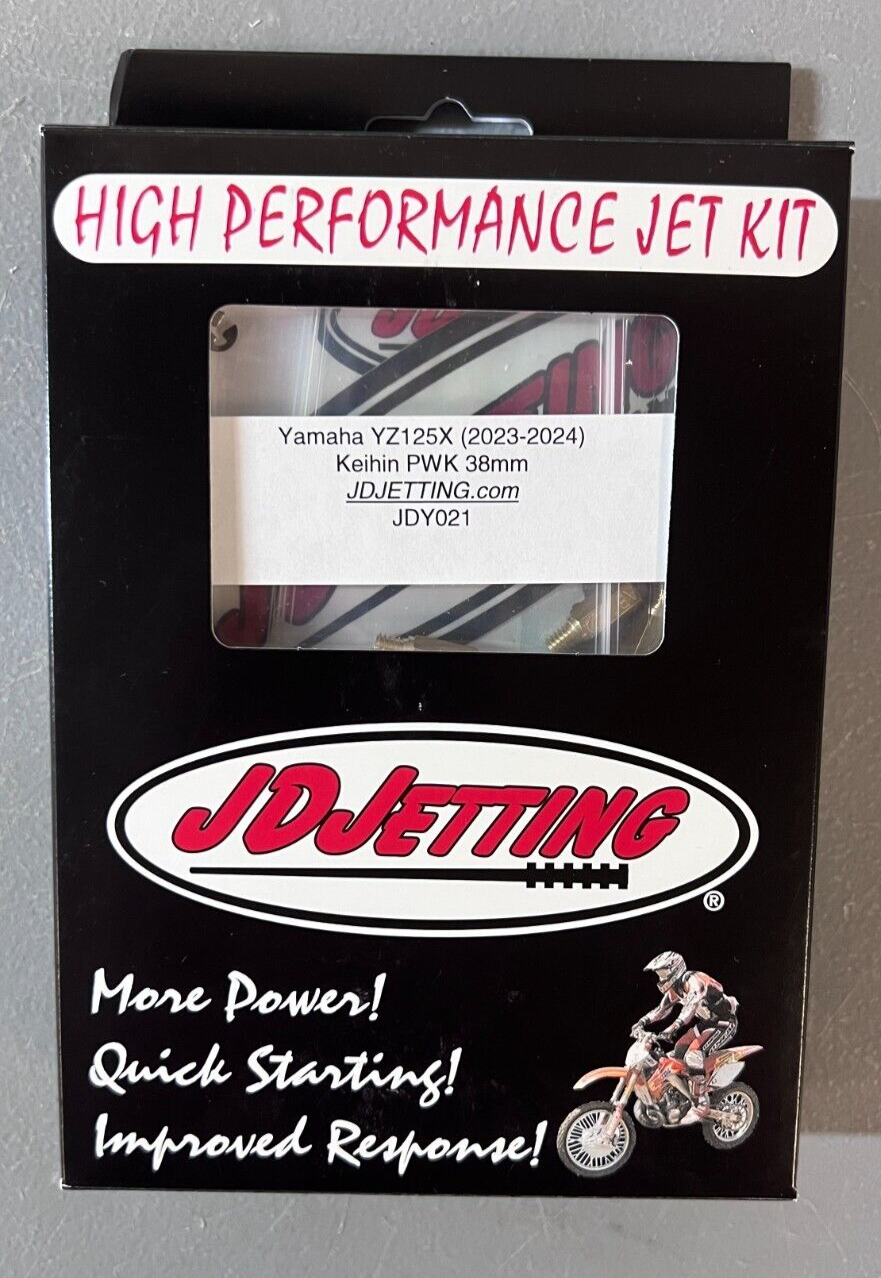 HIGH PERFORMANCE JET KIT
Yamaha YZ125X (2023-2024)
Keihin PWK 38mm
JDJETTING.com
JDY021
JDJETTING
®
More Power!
Quick Starting!
Improved Response!